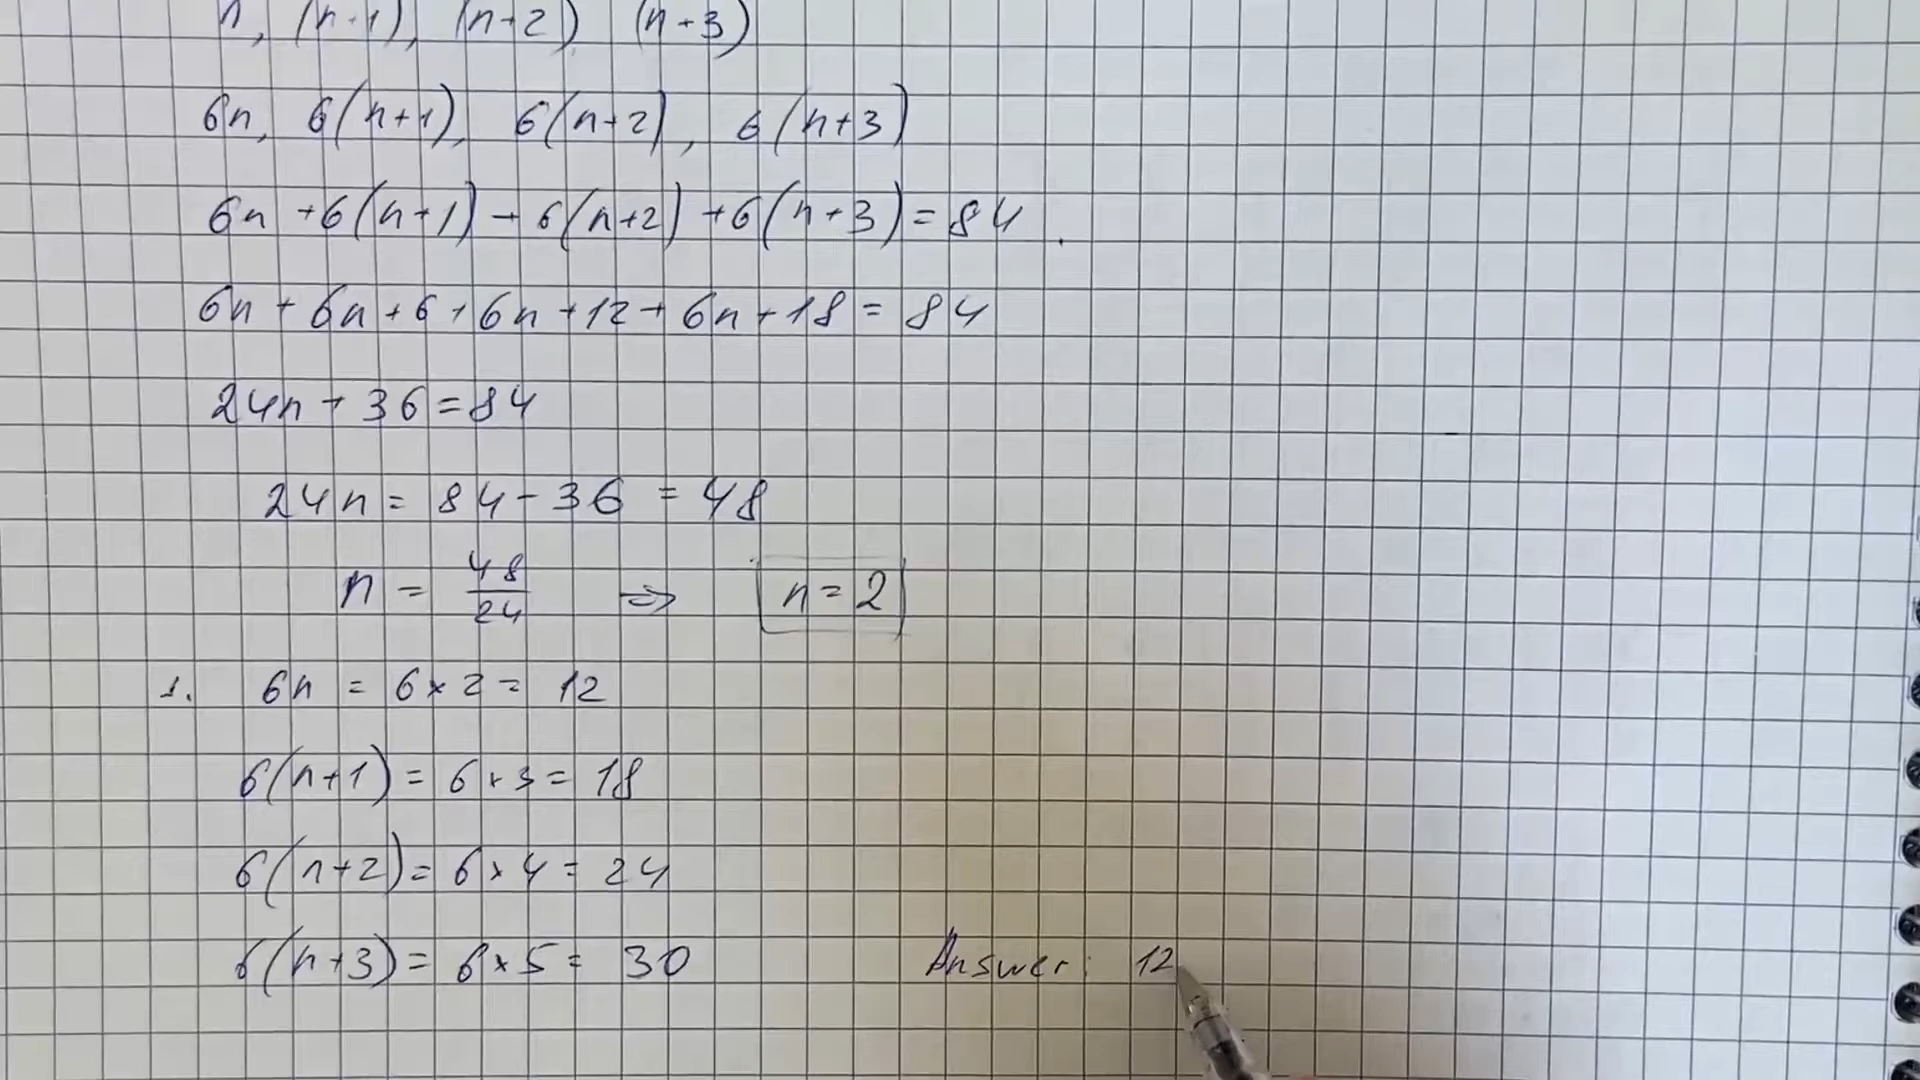 n, (n+1), (n+2) (n+3)
6n, 6(n+1), 6(n+2), 6(n+3)
6n + 6(n+1) + 6(n+2) + 6(n+3) = 84
6n + 6n + 6 + 6n + 12 + 6n + 18 = 84
24n + 36 = 84
24n = 84 - 36 = 48
n = 48/24 ⇒ n = 2
1. 6n = 6 × 2 = 12
6(n+1) = 6 × 3 = 18
6(n+2) = 6 × 4 = 24
6(n+3) = 6 × 5 = 30
Answer: 12